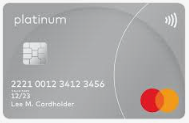 platinum
2221 0012 3412 3456
12/23
Lee M. Cardholder